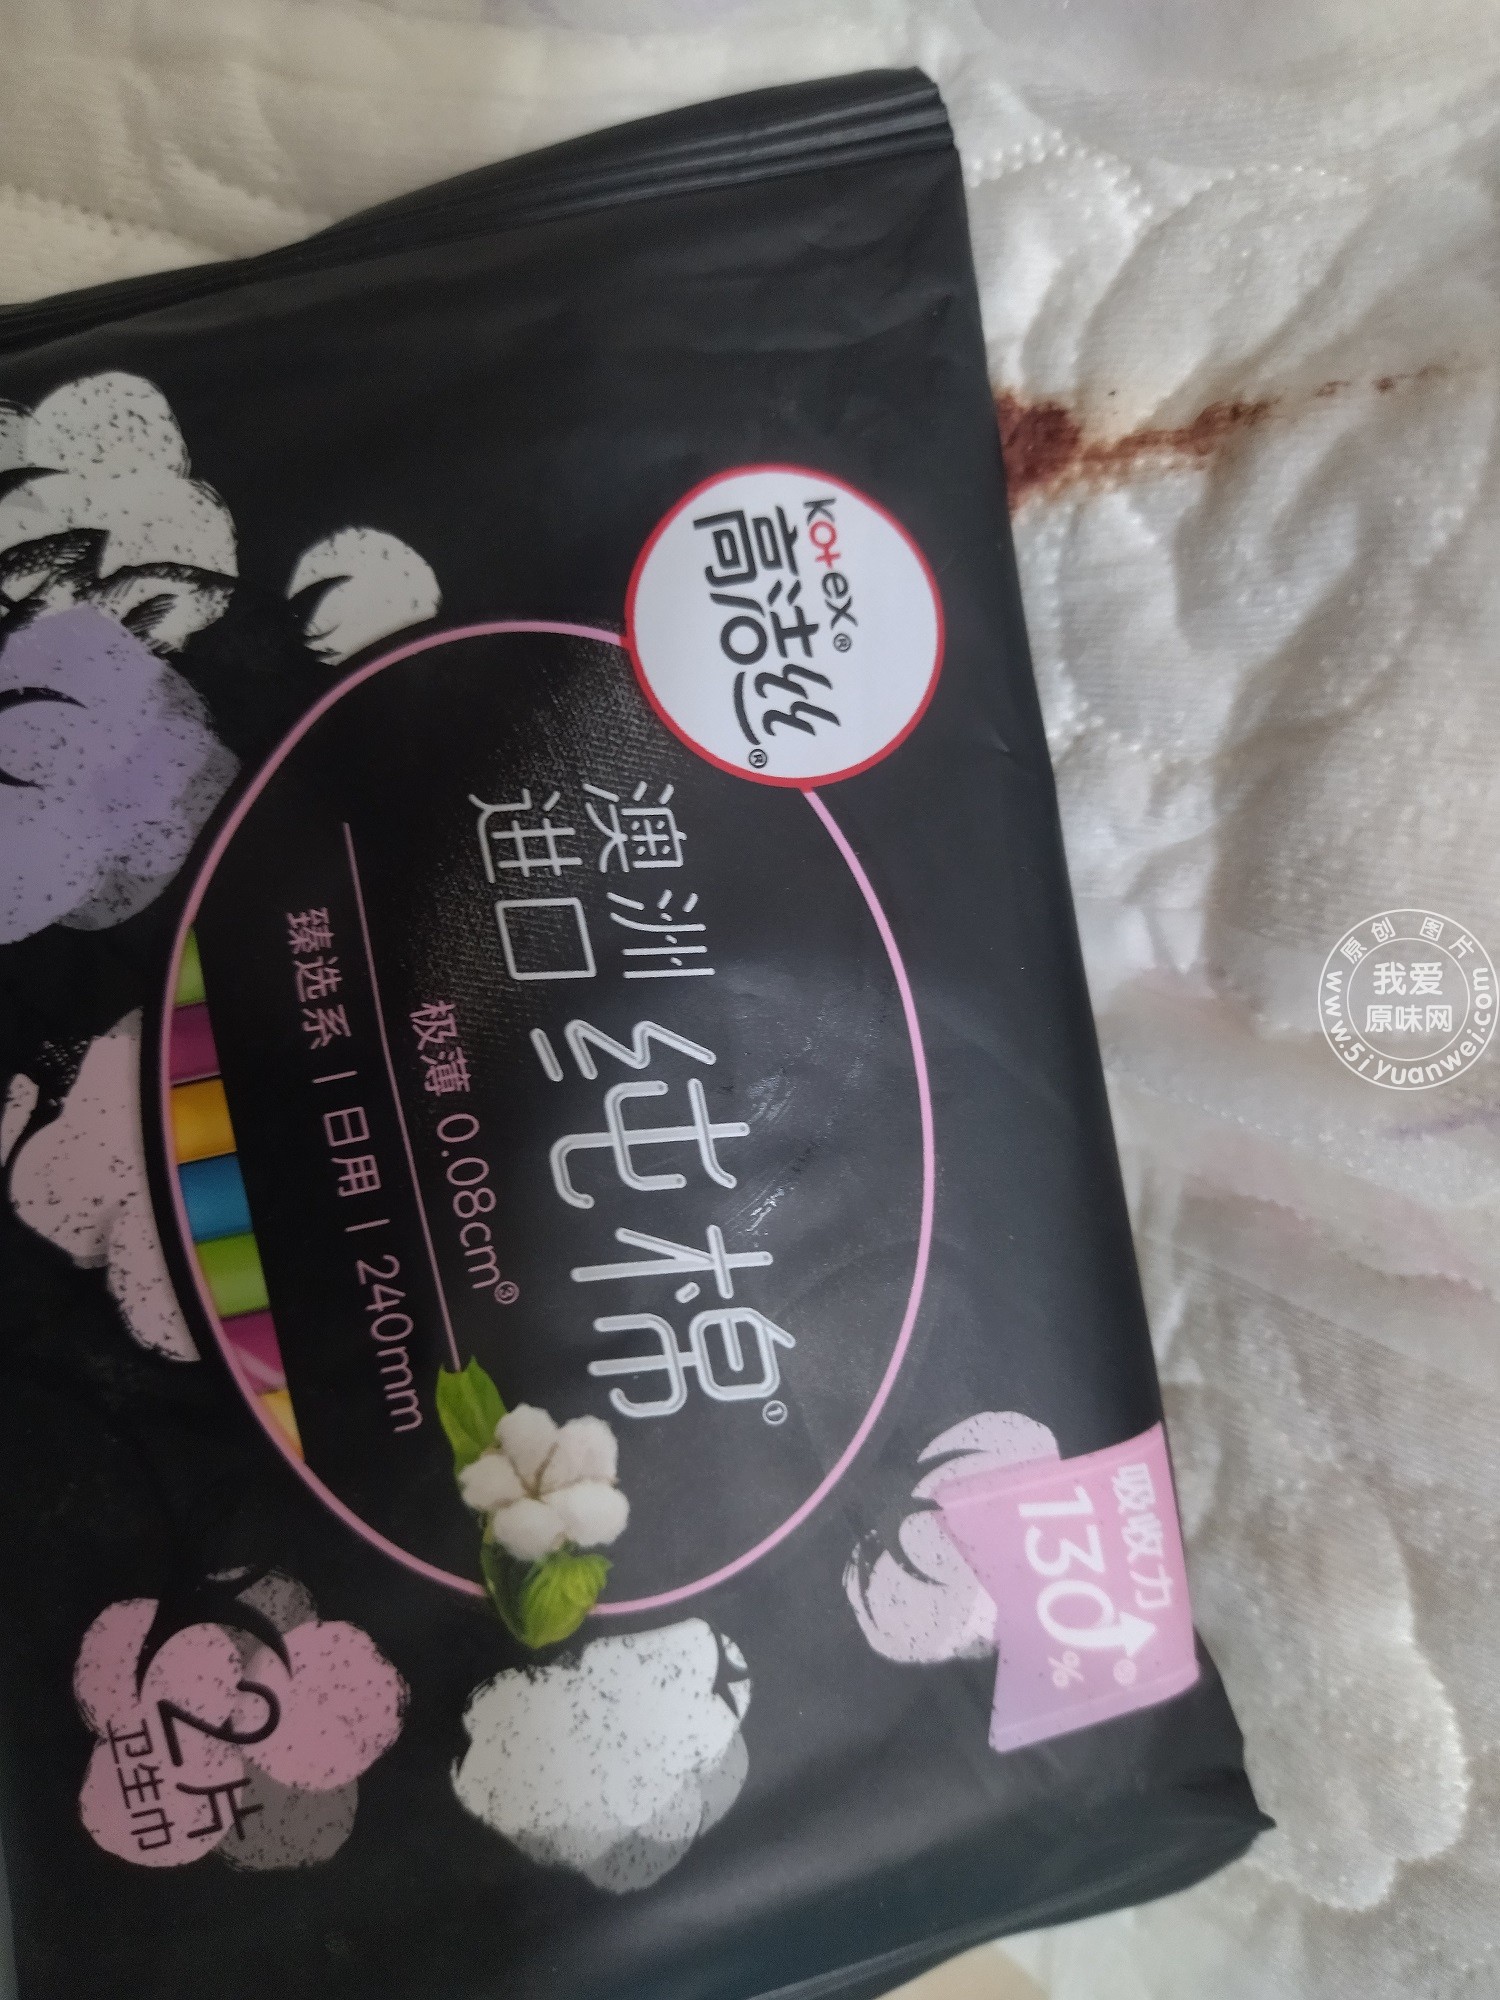 Kotex®
高洁丝®
澳洲
进口
纯棉①
极薄 0.08cm③
臻选系 | 日用 | 240mm
吸收力
130%
2片
卫生巾
原创 图片
我爱
原味网
www.5iyuanwei.com